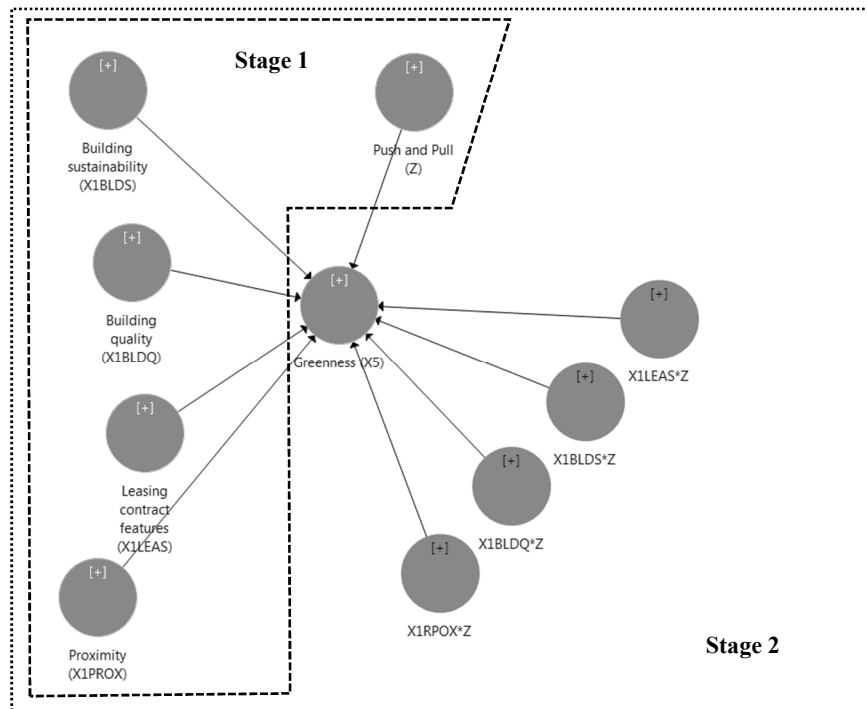 Stage 1
[+]
Building
sustainability
(X1BLDS)
[+]
Push and Pull
(Z)
[+]
Building
quality
(X1BLDQ)
[+]
Greenness (X5)
[+]
Leasing
contract
features
(X1LEAS)
[+]
Proximity
(X1PROX)
[+]
X1LEAS*Z
[+]
X1BLDS*Z
[+]
X1BLDQ*Z
[+]
X1RPOX*Z
Stage 2